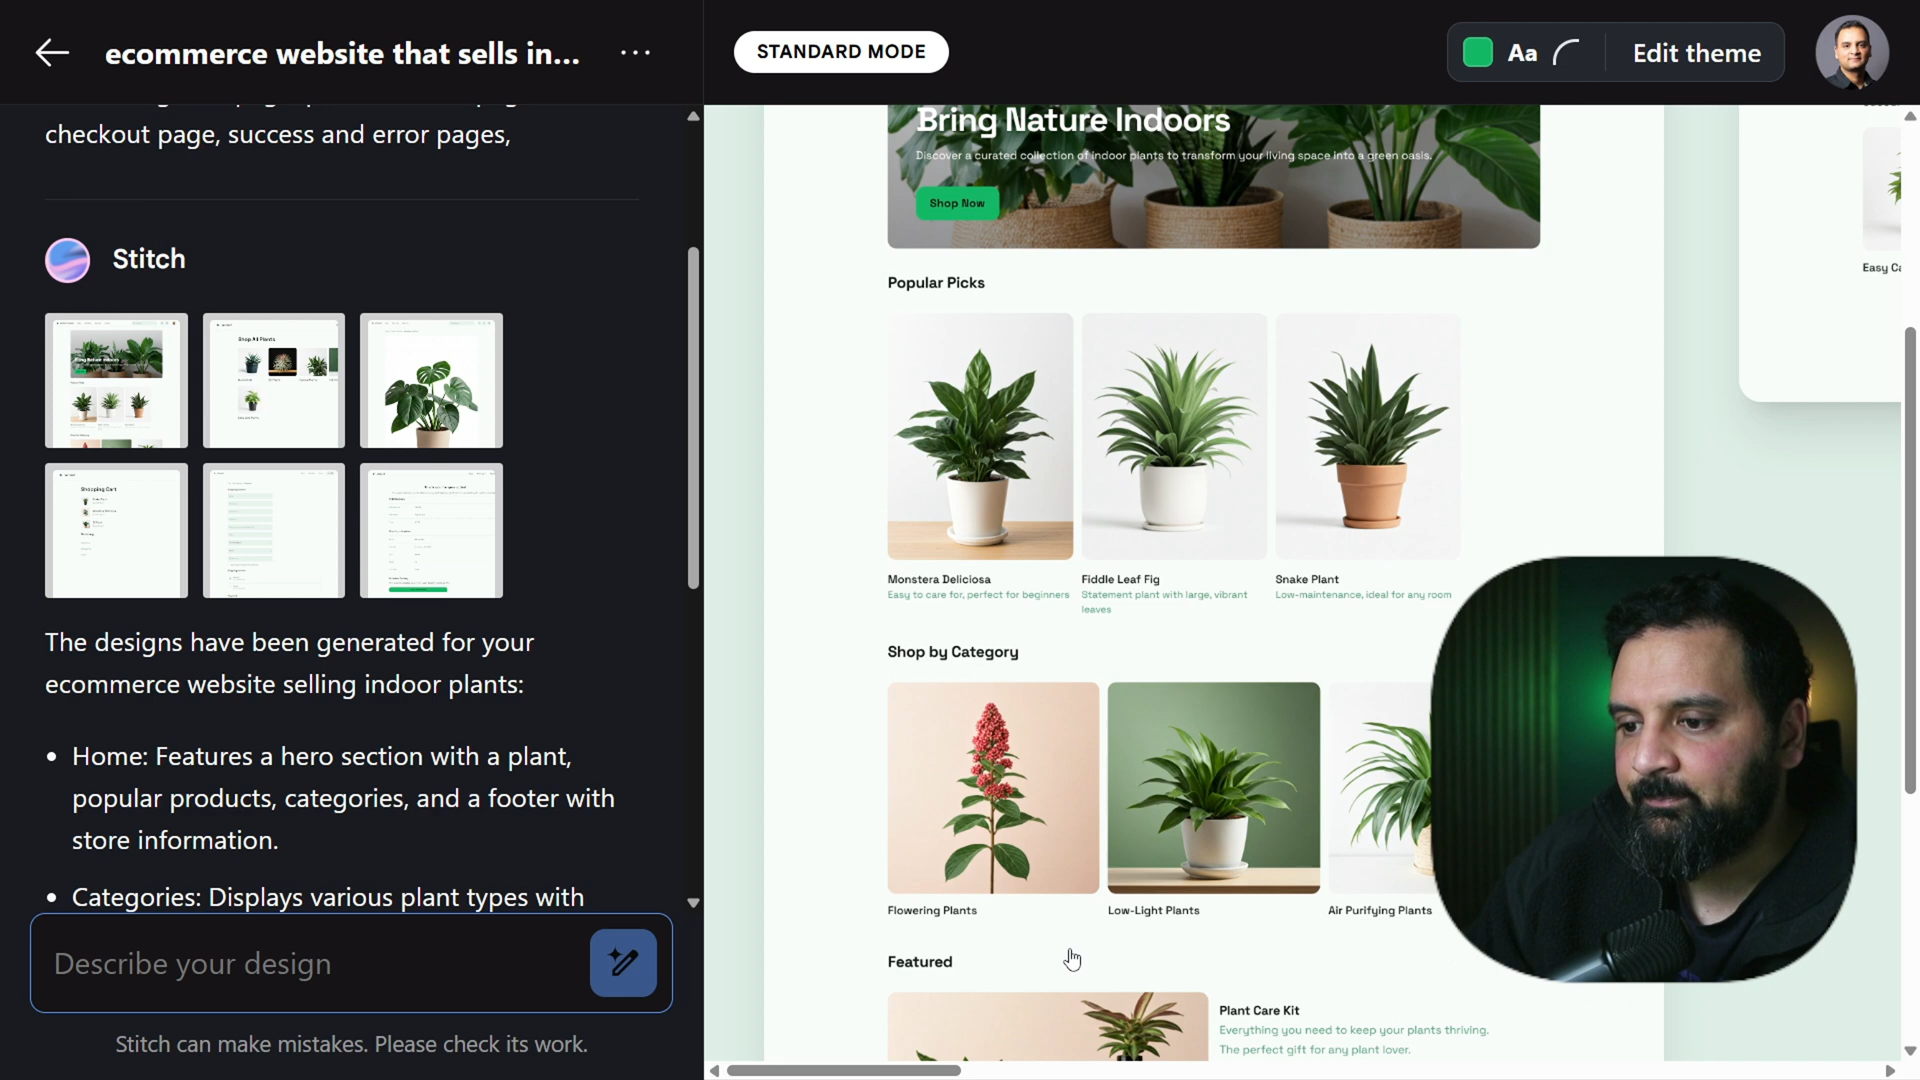 ecommerce website that sells in...
STANDARD MODE
Aa
Edit theme
checkout page, success and error pages,
Stitch
Shop All Plants
Shopping Cart
The designs have been generated for your
ecommerce website selling indoor plants:
• Home: Features a hero section with a plant,
popular products, categories, and a footer with
store information.
• Categories: Displays various plant types with
Describe your design
Stitch can make mistakes. Please check its work.
Bring Nature Indoors
Discover a curated collection of indoor plants to transform your living space into a green oasis.
Shop Now
Popular Picks
Monstera Deliciosa
Easy to care for, perfect for beginners
Fiddle Leaf Fig
Statement plant with large, vibrant
leaves
Snake Plant
Low-maintenance, ideal for any room
Shop by Category
Flowering Plants
Low-Light Plants
Air Purifying Plants
Featured
Plant Care Kit
Everything you need to keep your plants thriving.
The perfect gift for any plant lover.
Easy Ca